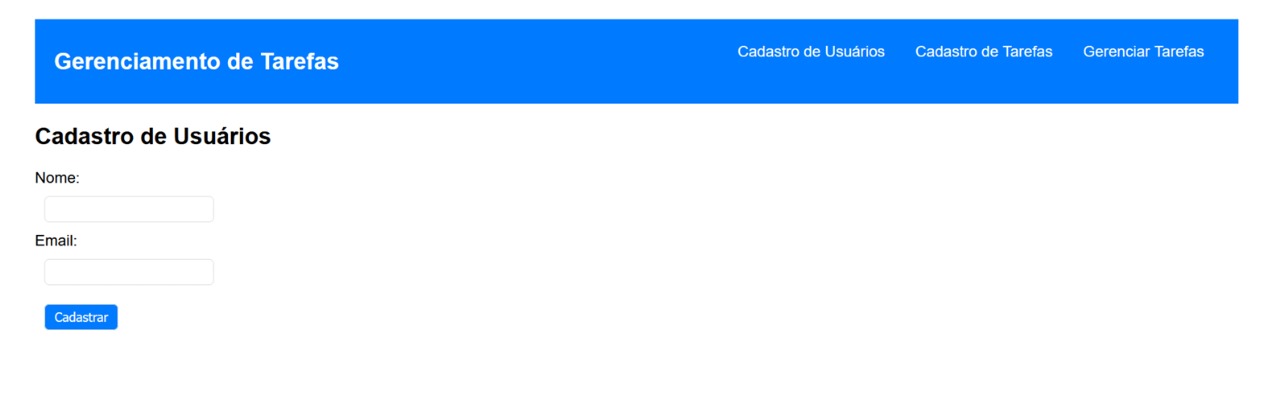 Gerenciamento de Tarefas
Cadastro de Usuários Cadastro de Tarefas Gerenciar Tarefas
Cadastro de Usuários
Nome:
Email:
Cadastrar